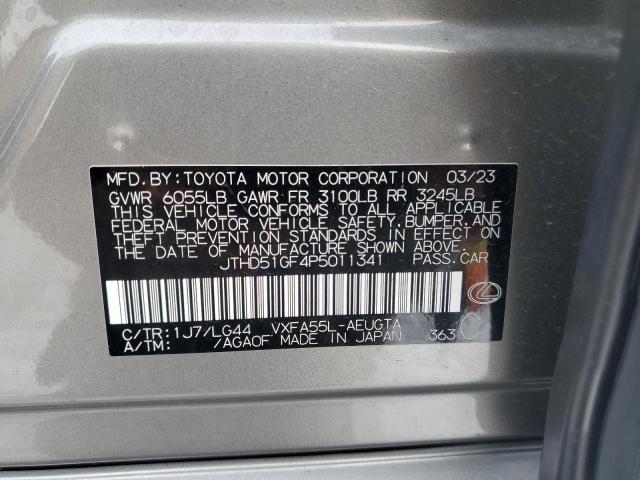 MFD. BY: TOYOTA MOTOR CORPORATION 03/23
GVWR 6055LB GAWR FR 3100LB RR 3245LB
THIS VEHICLE CONFORMS TO ALL APPLICABLE
FEDERAL MOTOR VEHICLE SAFETY, BUMPER, AND
THEFT PREVENTION STANDARDS IN EFFECT ON
THE DATE OF MANUFACTURE SHOWN ABOVE.
JTHD51GF4P5011341 PASS. CAR
C/TR: 1J7/LG44 VXFA55L-AEUGTA
A/TM: /AGA0F MADE IN JAPAN 363 C